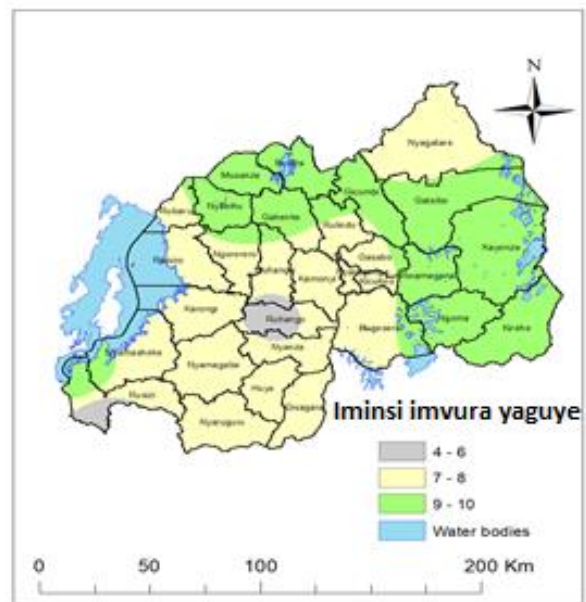 N
Nyagatare
Musanze
Gicumbi
Gatsibo
Gakenke
Rulindo
Kayonza
Gasabo
Ngororero
Rutsiro
Muhanga
Kamonyi
Rwamagana
Karongi
Ruhango
Bugesera
Ngoma
Kirehe
Nyanza
Nyamasheke
Nyamagabe
Huye
Gisagara
Rusizi
Nyaruguru
Iminsi imvura yaguye
4 - 6
7 - 8
9 - 10
Water bodies
0 50 100 200 Km